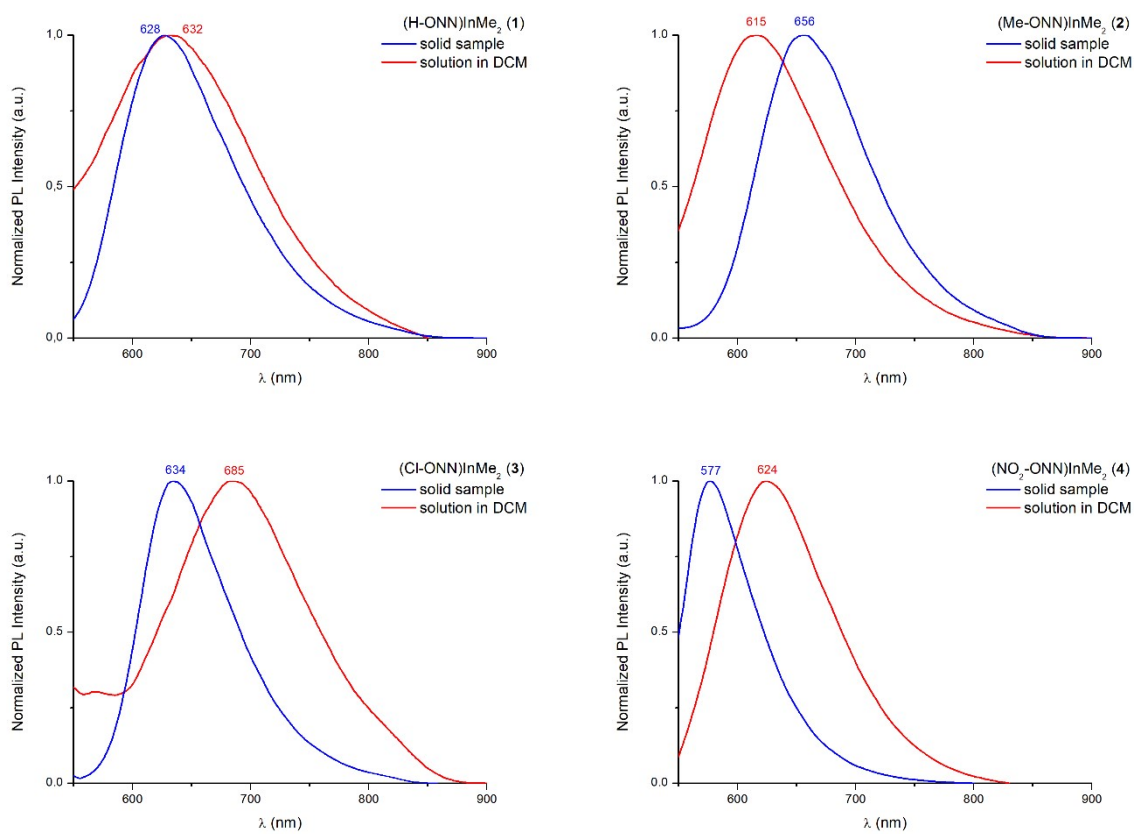 628 632
(H-ONN)InMe₂ (1)
solid sample
solution in DCM
Normalized PL Intensity (a.u.)
1.0
0.5
0.0
600 700 800 900
λ (nm)
615 656
(Me-ONN)InMe₂ (2)
solid sample
solution in DCM
Normalized PL Intensity (a.u.)
1.0
0.5
0.0
600 700 800 900
λ (nm)
634 685
(Cl-ONN)InMe₂ (3)
solid sample
solution in DCM
Normalized PL Intensity (a.u.)
1.0
0.5
0.0
600 700 800 900
λ (nm)
577 624
(NO₂-ONN)InMe₂ (4)
solid sample
solution in DCM
Normalized PL Intensity (a.u.)
1.0
0.5
0.0
600 700 800 900
λ (nm)